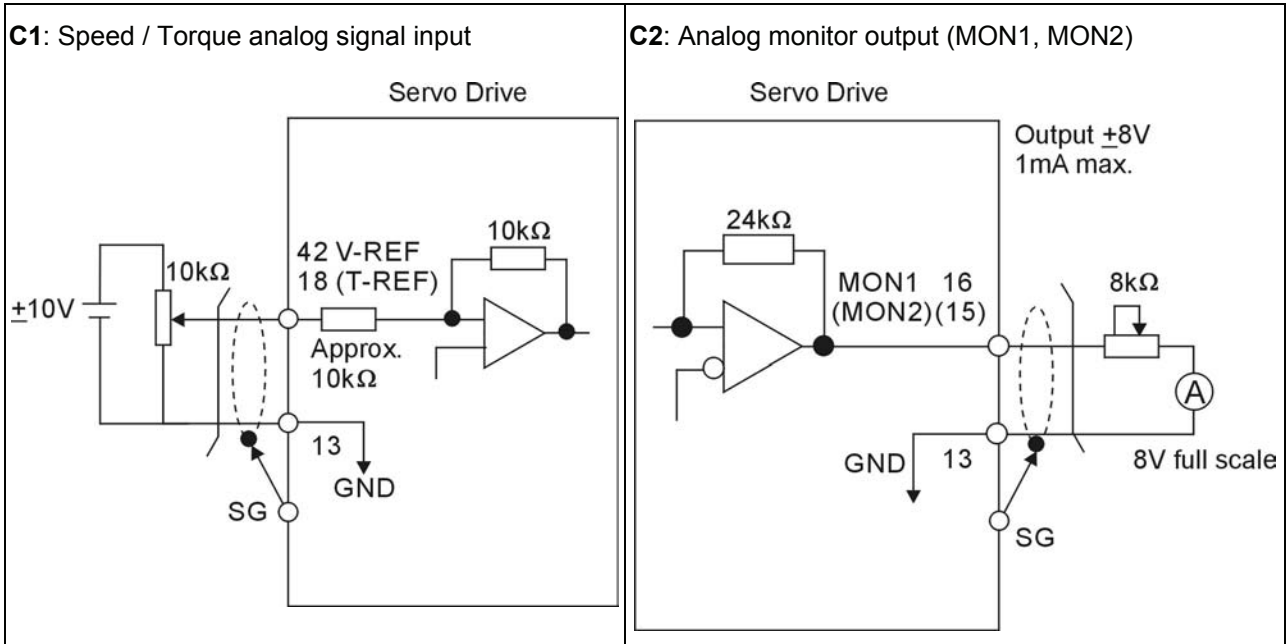 C1: Speed / Torque analog signal input
Servo Drive
10kΩ
42 V-REF
18 (T-REF)
10kΩ
±10V
Approx.
10kΩ
13
GND
SG
C2: Analog monitor output (MON1, MON2)
Servo Drive
Output ±8V
1mA max.
24kΩ
MON1 16
(MON2)(15)
8kΩ
A
GND
13
8V full scale
SG